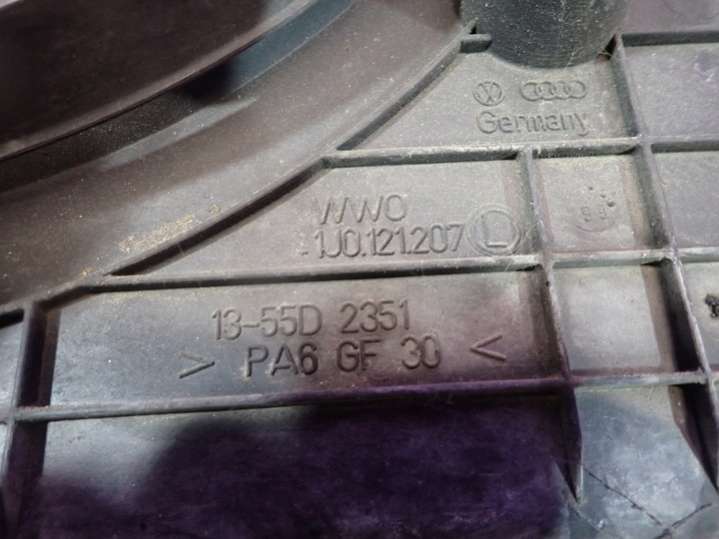 Germany
WWO
1J0.121.207 L
13-55D 2351
> PA6 GF 30 <